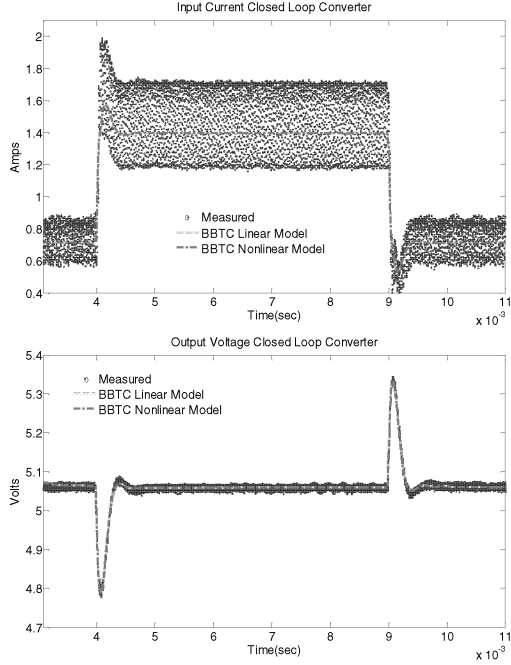 Input Current Closed Loop Converter
2
1.8
1.6
1.4
1.2
1
0.8
0.6
0.4
Amps
Measured
BBTC Linear Model
BBTC Nonlinear Model
4 5 6 7 8 9 10 11
Time(sec)
x 10⁻³
Output Voltage Closed Loop Converter
5.4
5.3
5.2
5.1
5
4.9
4.8
4.7
Volts
Measured
BBTC Linear Model
BBTC Nonlinear Model
4 5 6 7 8 9 10 11
Time(sec)
x 10⁻³